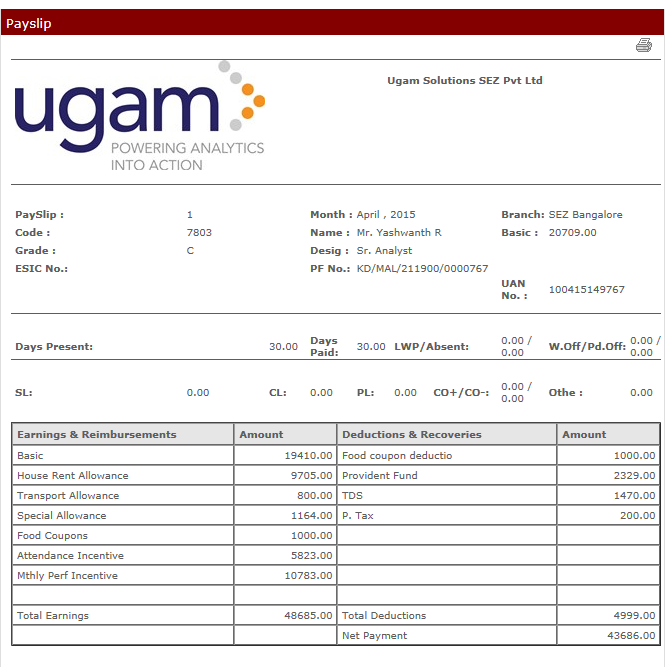 Payslip
Ugam Solutions SEZ Pvt Ltd
ugam
POWERING ANALYTICS
INTO ACTION
PaySlip : 1 Month : April , 2015 Branch: SEZ Bangalore
Code : 7803 Name : Mr. Yashwanth R Basic : 20709.00
Grade : C Desig : Sr. Analyst
ESIC No.: PF No.: KD/MAL/211900/0000767
UAN No. : 100415149767
Days Present: 30.00 Days Paid: 30.00 LWP/Absent: 0.00 / 0.00 W.Off/Pd.Off: 0.00 / 0.00
SL: 0.00 CL: 0.00 PL: 0.00 CO+/CO-: 0.00 / 0.00 Othe : 0.00
Earnings & Reimbursements Amount Deductions & Recoveries Amount
Basic 19410.00 Food coupon deductio 1000.00
House Rent Allowance 9705.00 Provident Fund 2329.00
Transport Allowance 800.00 TDS 1470.00
Special Allowance 1164.00 P. Tax 200.00
Food Coupons 1000.00
Attendance Incentive 5823.00
Mthly Perf Incentive 10783.00
Total Earnings 48685.00 Total Deductions 4999.00
Net Payment 43686.00